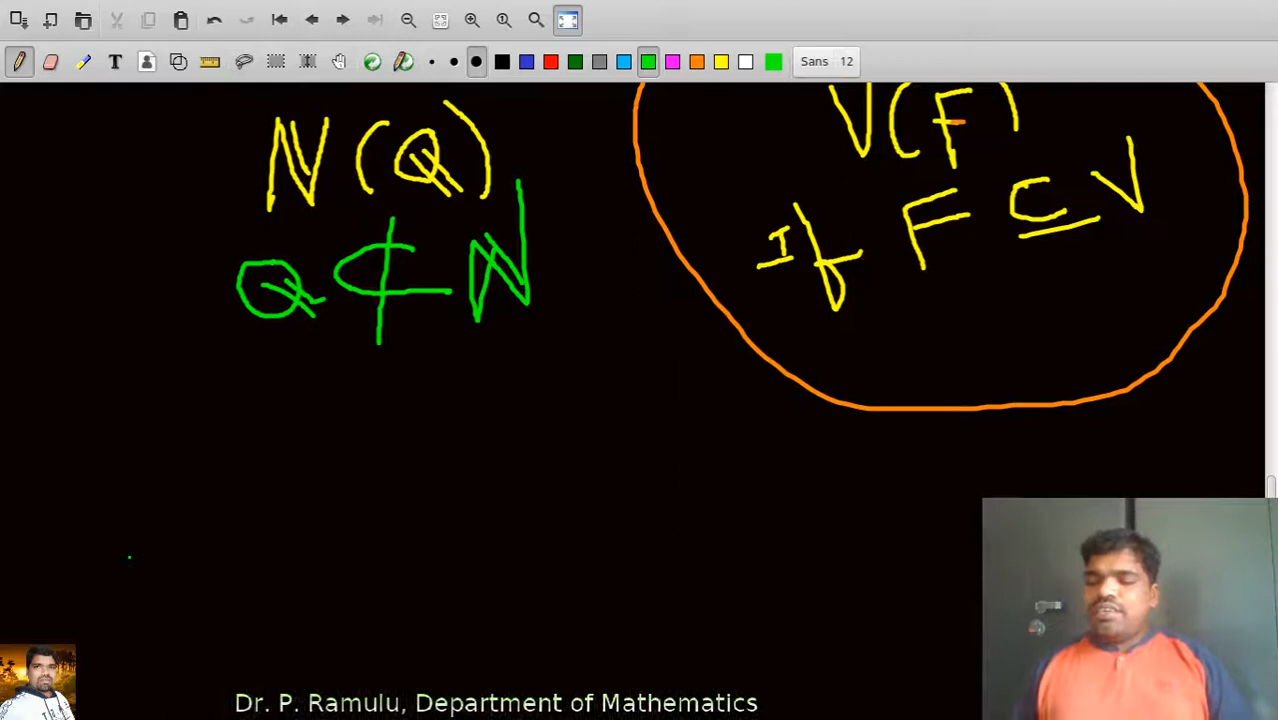 Sans 12
N(Q)
Q ⊄ N
V(F)
If F ⊆ V
Dr. P. Ramulu, Department of Mathematics